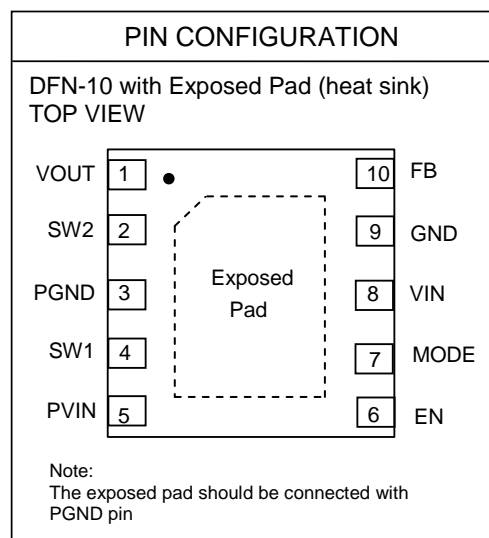 PIN CONFIGURATION
DFN-10 with Exposed Pad (heat sink)
TOP VIEW
VOUT 1 10 FB
SW2 2 9 GND
PGND 3 Exposed Pad 8 VIN
SW1 4 7 MODE
PVIN 5 6 EN
Note:
The exposed pad should be connected with
PGND pin